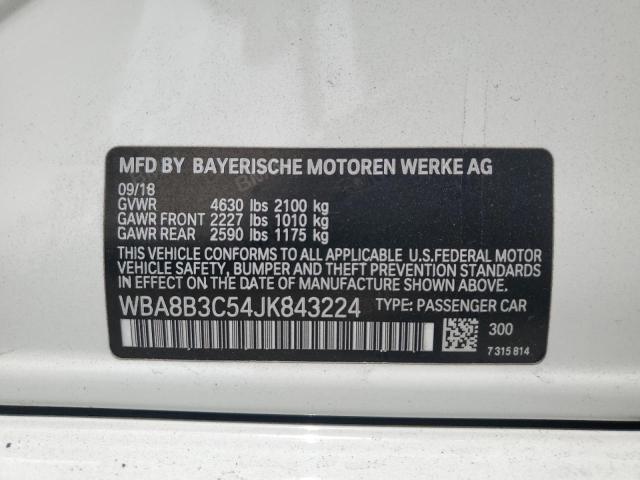 MFD BY BAYERISCHE MOTOREN WERKE AG
09/18
GVWR 4630 lbs 2100 kg
GAWR FRONT 2227 lbs 1010 kg
GAWR REAR 2590 lbs 1175 kg
THIS VEHICLE CONFORMS TO ALL APPLICABLE U.S.FEDERAL MOTOR
VEHICLE SAFETY, BUMPER AND THEFT PREVENTION STANDARDS
IN EFFECT ON THE DATE OF MANUFACTURE SHOWN ABOVE.
WBA8B3C54JK843224 TYPE: PASSENGER CAR
300
7 315 814